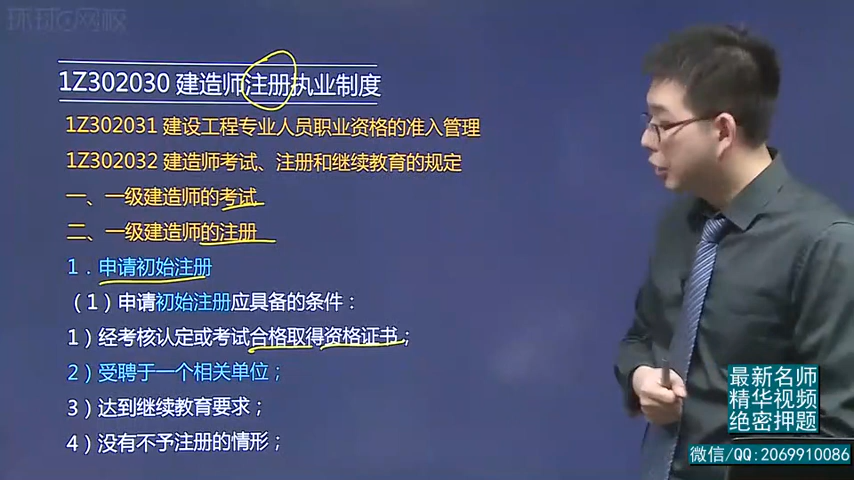 环球网校
1Z302030 建造师注册执业制度
1Z302031 建设工程专业人员职业资格的准入管理
1Z302032 建造师考试、注册和继续教育的规定
一、一级建造师的考试
二、一级建造师的注册
1．申请初始注册
（1）申请初始注册应具备的条件：
1）经考核认定或考试合格取得资格证书；
2）受聘于一个相关单位；
3）达到继续教育要求；
4）没有不予注册的情形；
最新名师
精华视频
绝密押题
微信/QQ:2069910086